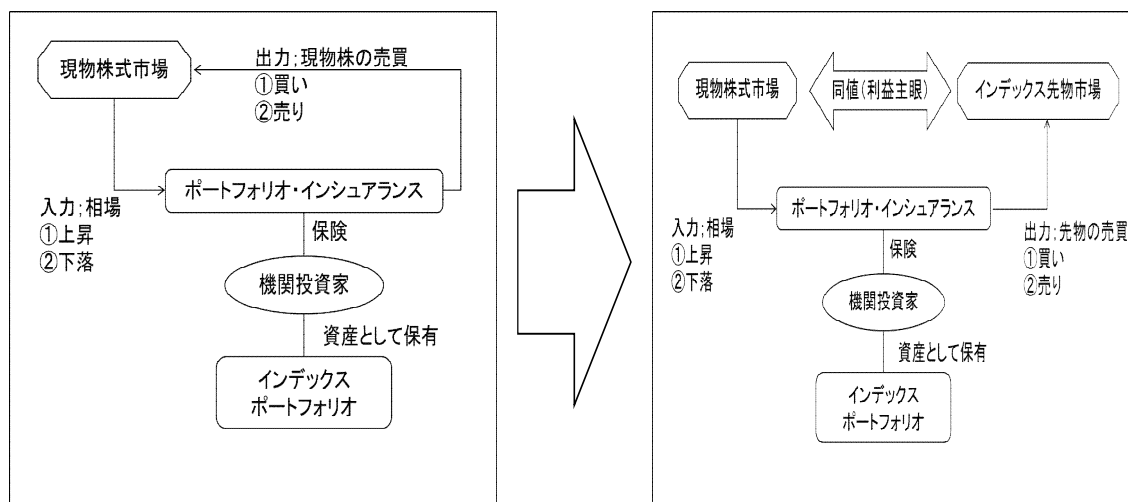 現物株式市場
出力;現物株の売買
①買い
②売り
ポートフォリオ・インシュアランス
入力;相場
①上昇
②下落
保険
機関投資家
資産として保有
インデックス
ポートフォリオ
現物株式市場
同値(利益主眼)
インデックス先物市場
ポートフォリオ・インシュアランス
入力;相場
①上昇
②下落
出力;先物の売買
①買い
②売り
保険
機関投資家
資産として保有
インデックス
ポートフォリオ